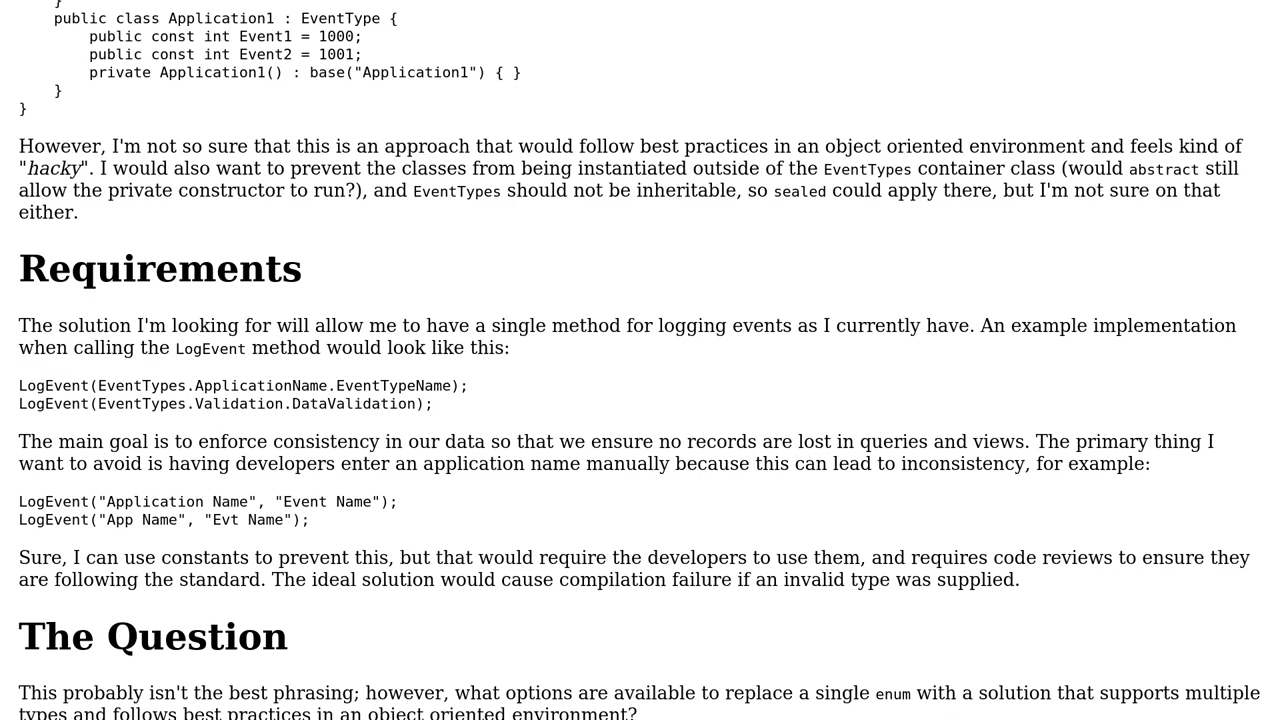 }
    public class Application1 : EventType {
        public const int Event1 = 1000;
        public const int Event2 = 1001;
        private Application1() : base("Application1") { }
    }
}
However, I'm not so sure that this is an approach that would follow best practices in an object oriented environment and feels kind of
"hacky". I would also want to prevent the classes from being instantiated outside of the EventTypes container class (would abstract still
allow the private constructor to run?), and EventTypes should not be inheritable, so sealed could apply there, but I'm not sure on that
either.
Requirements
The solution I'm looking for will allow me to have a single method for logging events as I currently have. An example implementation
when calling the LogEvent method would look like this:
LogEvent(EventTypes.ApplicationName.EventTypeName);
LogEvent(EventTypes.Validation.DataValidation);
The main goal is to enforce consistency in our data so that we ensure no records are lost in queries and views. The primary thing I
want to avoid is having developers enter an application name manually because this can lead to inconsistency, for example:
LogEvent("Application Name", "Event Name");
LogEvent("App Name", "Evt Name");
Sure, I can use constants to prevent this, but that would require the developers to use them, and requires code reviews to ensure they
are following the standard. The ideal solution would cause compilation failure if an invalid type was supplied.
The Question
This probably isn't the best phrasing; however, what options are available to replace a single enum with a solution that supports multiple
types and follows best practices in an object oriented environment?